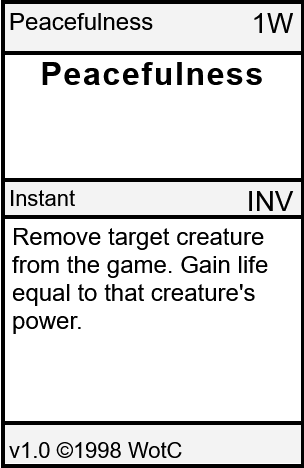 Peacefulness 1W
Peacefulness
Instant INV
Remove target creature
from the game. Gain life
equal to that creature's
power.
v1.0 ©1998 WotC